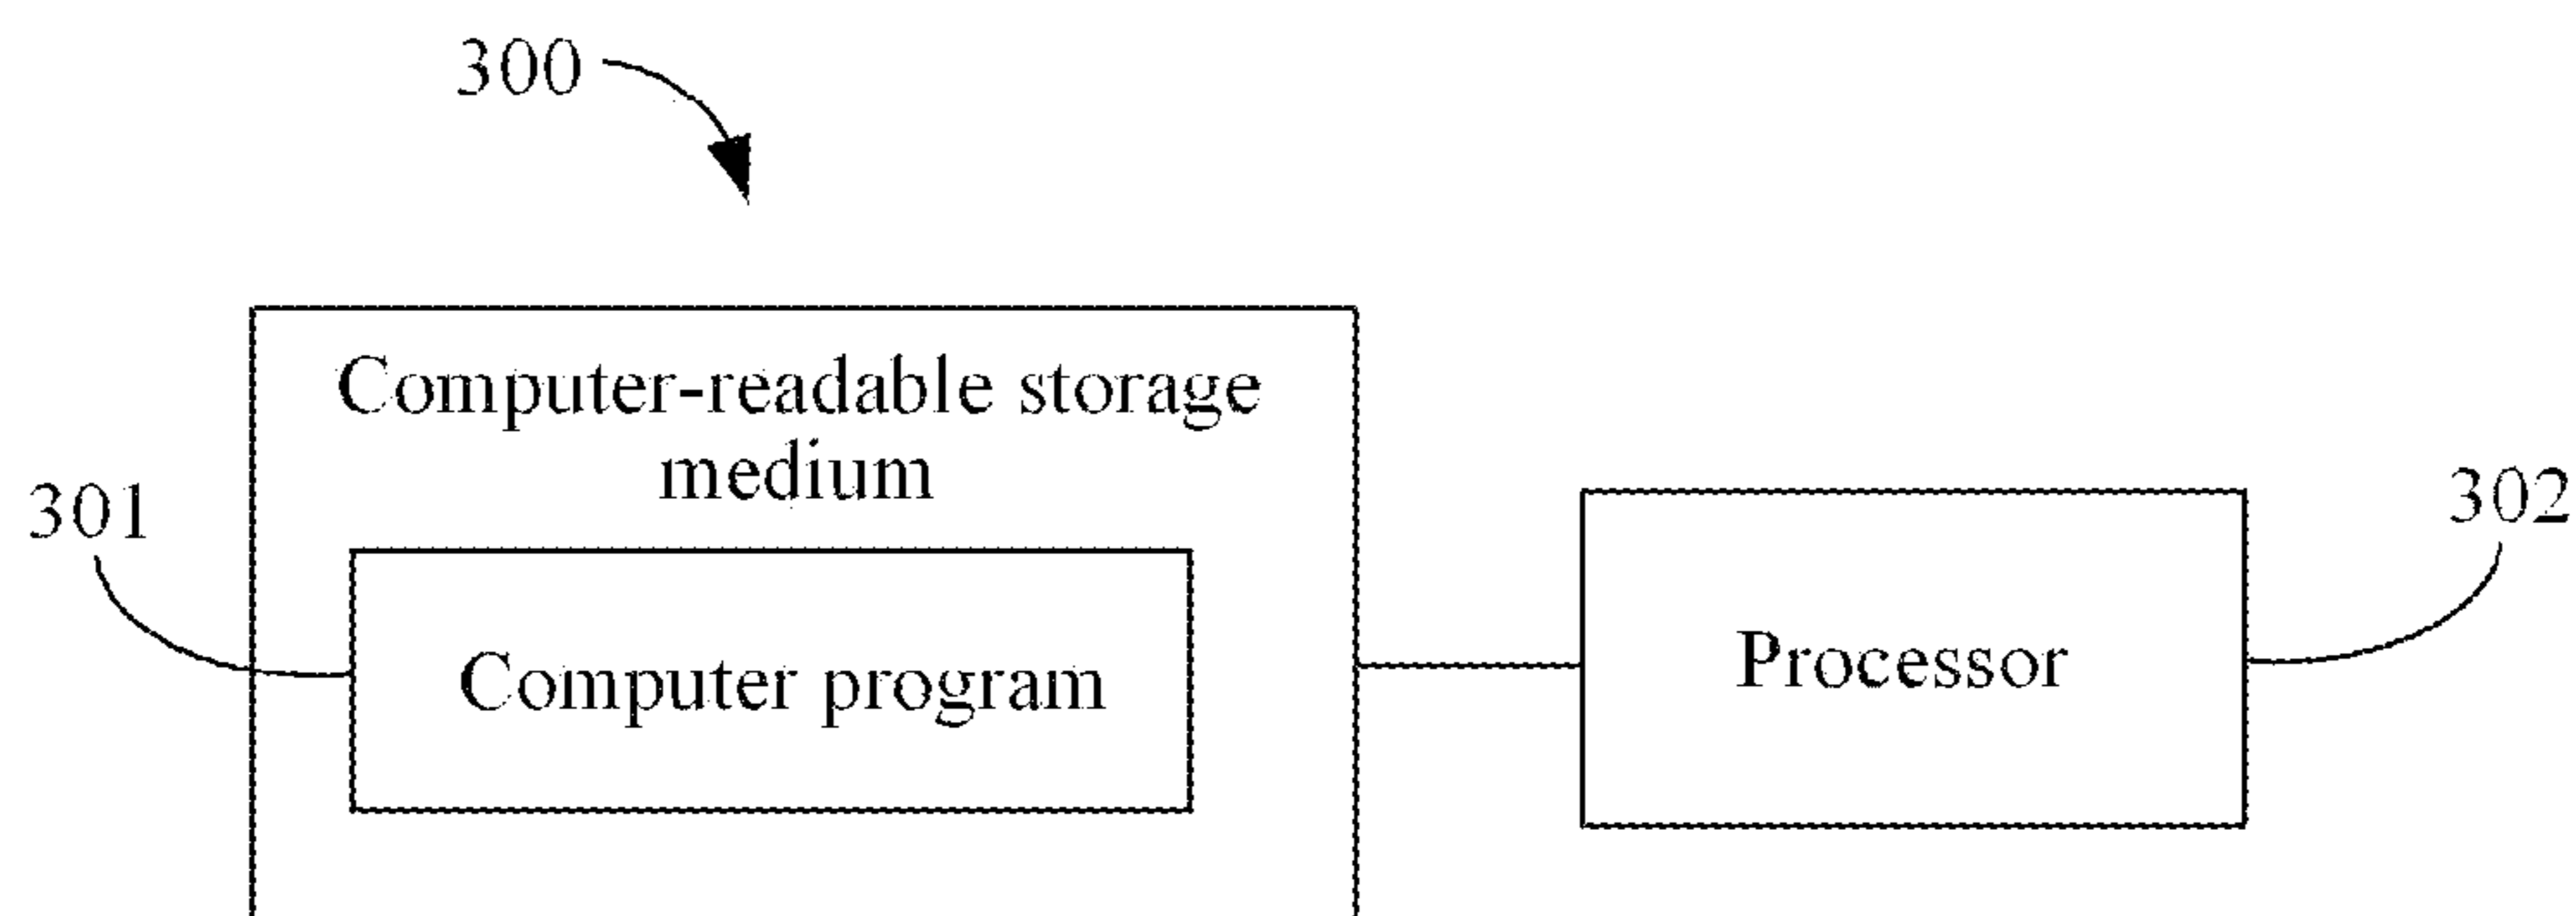 300
Computer-readable storage
medium
301
302
Computer program
Processor